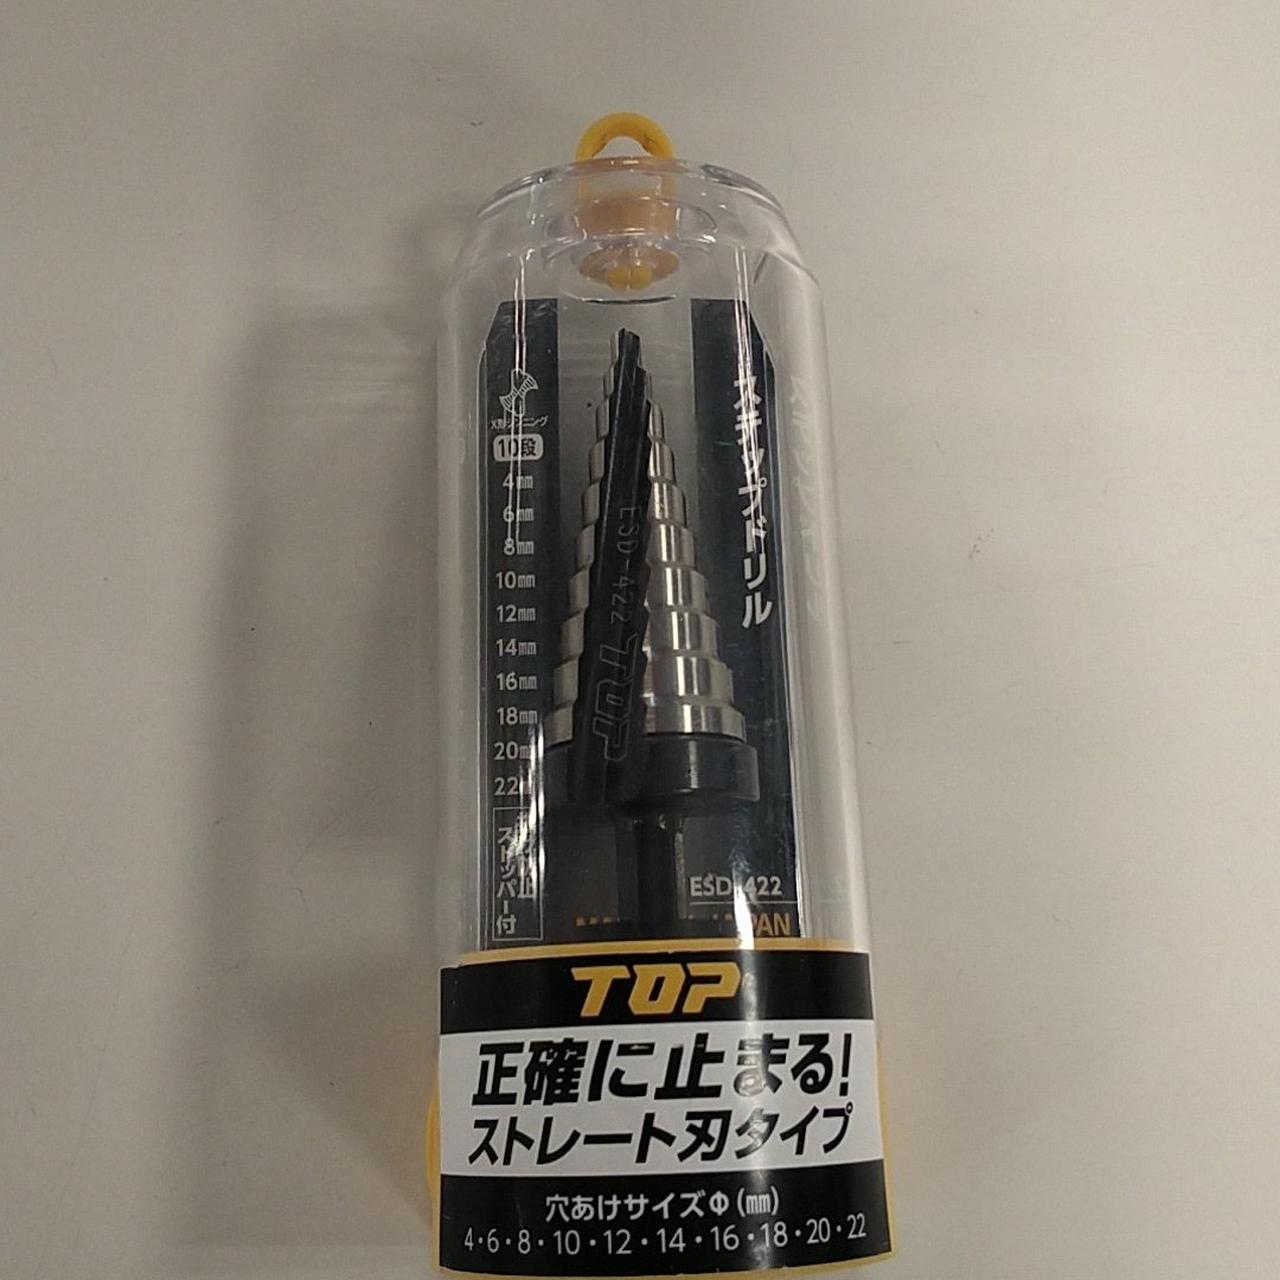 X形シンニング
10段
4mm
6mm
8mm
10mm
12mm
14mm
16mm
18mm
20mm
22
ストッパー付
ステップドリル
ESD-422
TOP
ESD-422
JAPAN
TOP
正確に止まる!
ストレート刃タイプ
穴あけサイズΦ(mm)
4・6・8・10・12・14・16・18・20・22